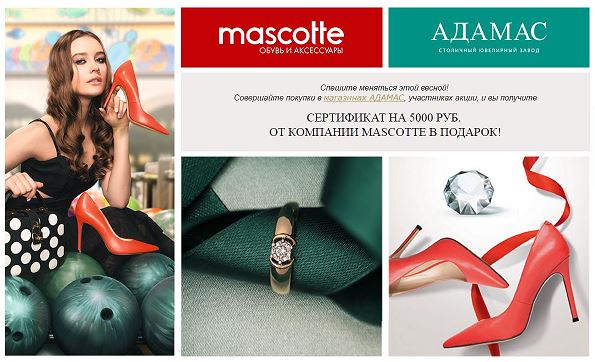 mascotte
ОБУВЬ И АКСЕССУАРЫ
АДАМАС
СТОЛИЧНЫЙ ЮВЕЛИРНЫЙ ЗАВОД
Спешите меняться этой весной!
Совершайте покупки в магазинах АДАМАС, участниках акции, и вы получите
СЕРТИФИКАТ НА 5000 РУБ.
ОТ КОМПАНИИ MASCOTTE В ПОДАРОК!